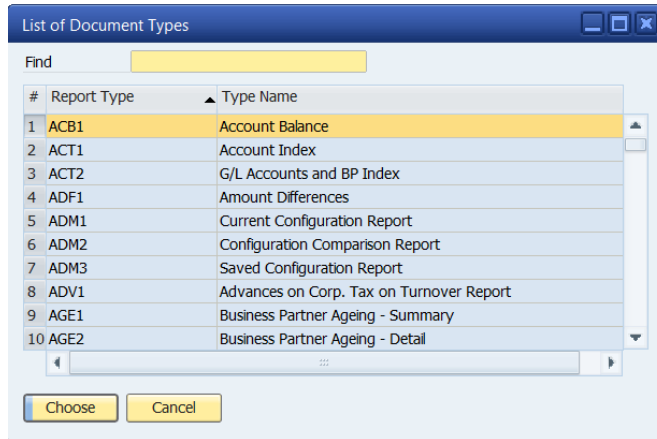 List of Document Types
Find
# Report Type Type Name
1 ACB1 Account Balance
2 ACT1 Account Index
3 ACT2 G/L Accounts and BP Index
4 ADF1 Amount Differences
5 ADM1 Current Configuration Report
6 ADM2 Configuration Comparison Report
7 ADM3 Saved Configuration Report
8 ADV1 Advances on Corp. Tax on Turnover Report
9 AGE1 Business Partner Ageing - Summary
10 AGE2 Business Partner Ageing - Detail
Choose Cancel